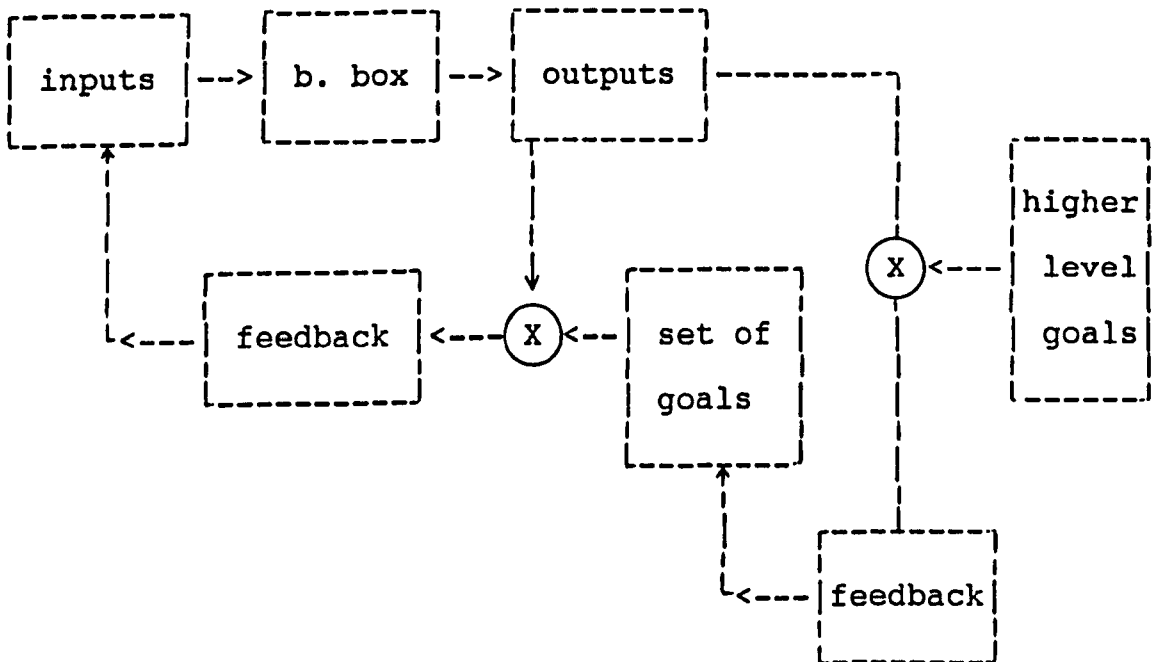 inputs
b. box
outputs
higher
level
goals
X
feedback
X
set of
goals
feedback